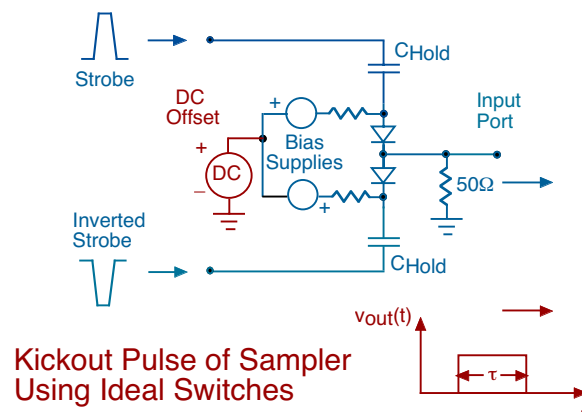 Strobe
CHold
+
DC
Offset
Input
Port
+
Bias
Supplies
DC
–
+
50Ω
Inverted
Strobe
CHold
vout(t)
τ
Kickout Pulse of Sampler
Using Ideal Switches